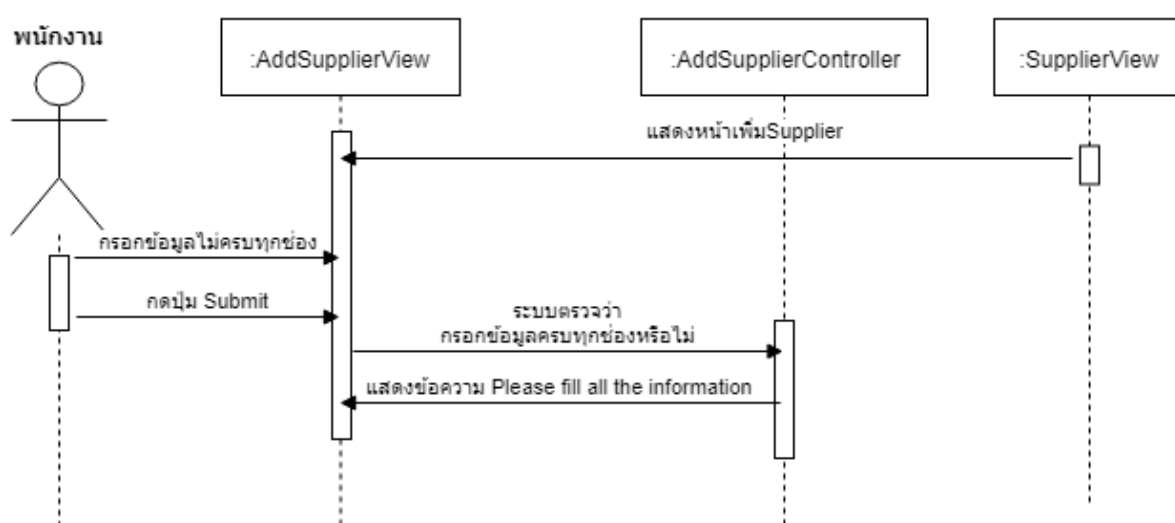 พนักงาน
:AddSupplierView
:AddSupplierController
:SupplierView
แสดงหน้าเพิ่มSupplier
กรอกข้อมูลไม่ครบทุกช่อง
กดปุ่ม Submit
ระบบตรวจว่า
กรอกข้อมูลครบทุกช่องหรือไม่
แสดงข้อความ Please fill all the information